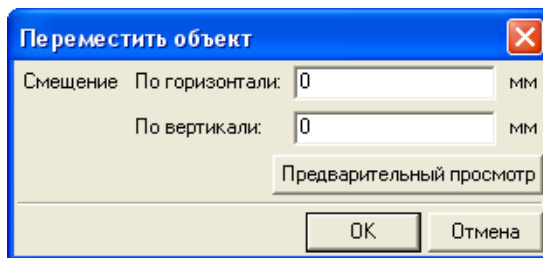 Переместить объект
Смещение По горизонтали: 0 мм
По вертикали: 0 мм
Предварительный просмотр
OK Отмена